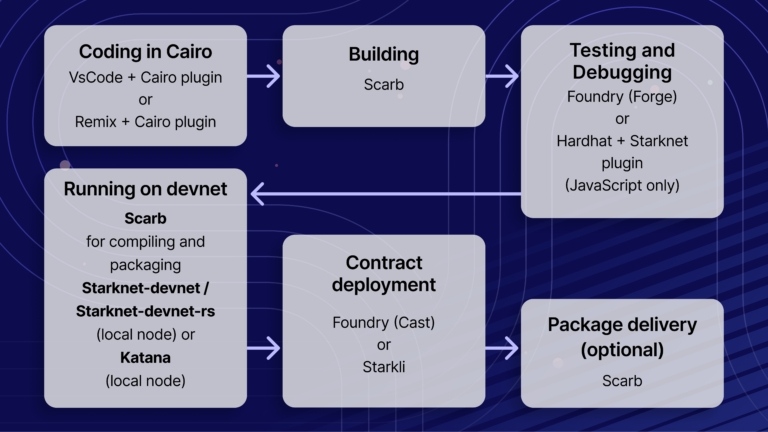 Coding in Cairo
VsCode + Cairo plugin
or
Remix + Cairo plugin
Building
Scarb
Testing and
Debugging
Foundry (Forge)
or
Hardhat + Starknet
plugin
(JavaScript only)
Running on devnet
Scarb
for compiling and
packaging
Starknet-devnet /
Starknet-devnet-rs
(local node) or
Katana
(local node)
Contract
deployment
Foundry (Cast)
or
Starkli
Package delivery
(optional)
Scarb